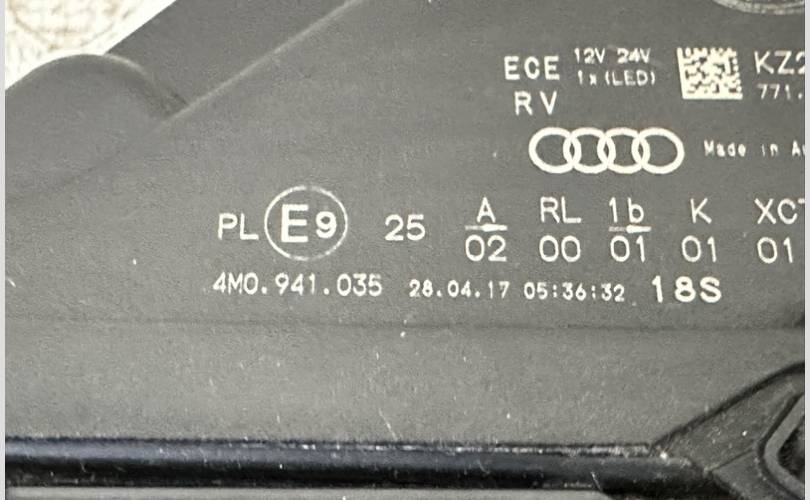 ECE 12V 24V KZ2
RV 1x(LED) 771.
Made in A
PL E9 25 A RL 1b K XC
02 00 01 01 01
4M0.941.035 28.04.17 05:36:32 18S